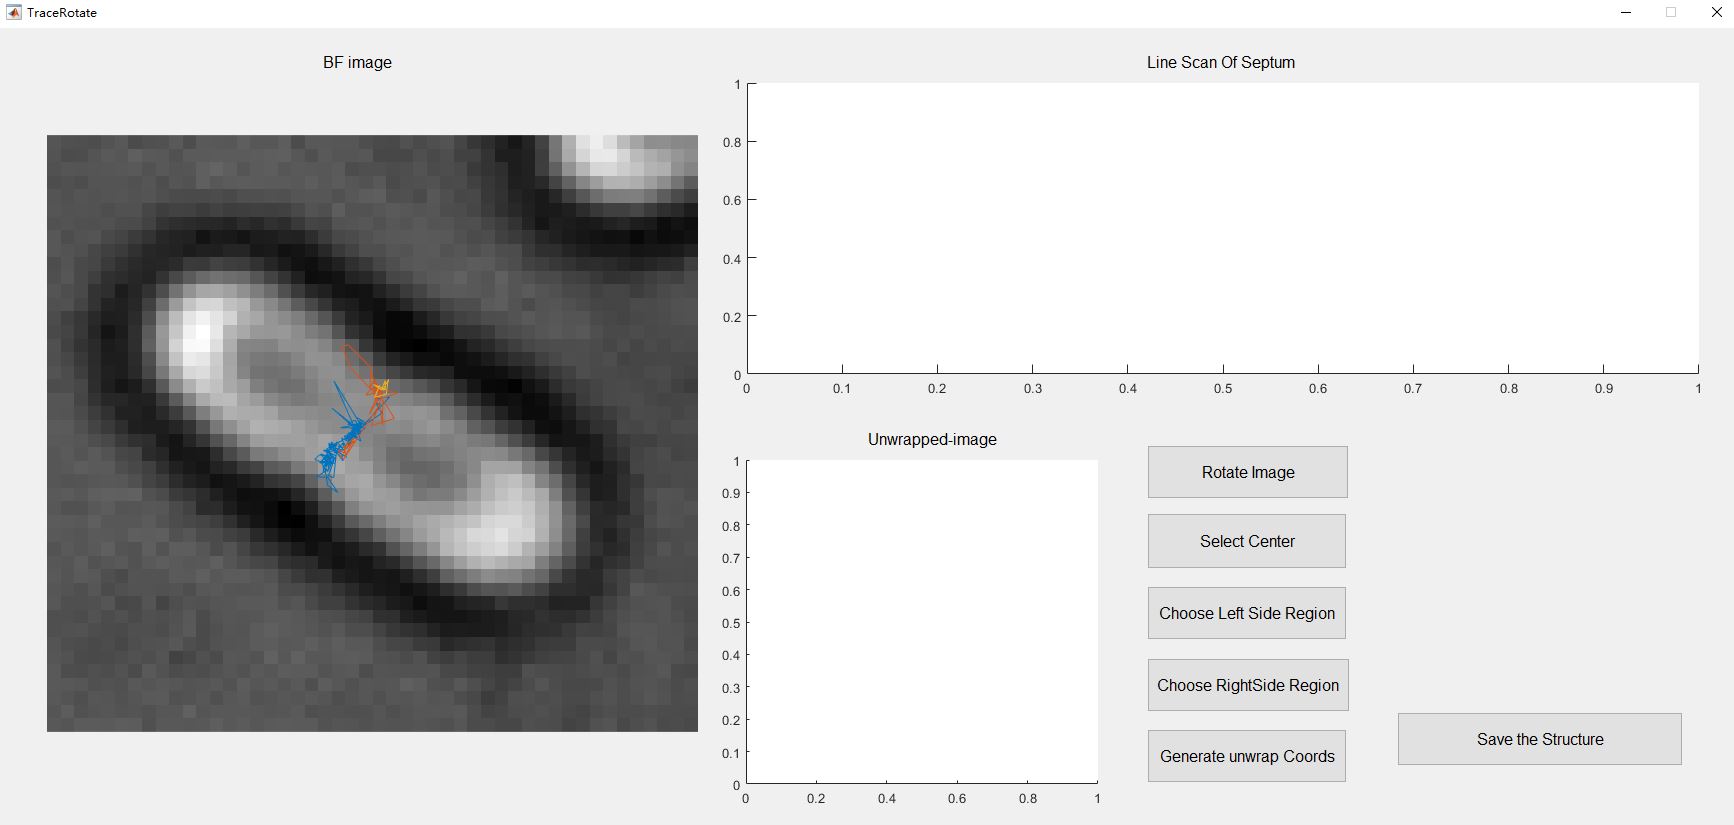 TraceRotate
BF image
Line Scan Of Septum
1
0.8
0.6
0.4
0.2
0
0 0.1 0.2 0.3 0.4 0.5 0.6 0.7 0.8 0.9 1
Unwrapped-image
1
0.9
0.8
0.7
0.6
0.5
0.4
0.3
0.2
0.1
0
0 0.2 0.4 0.6 0.8 1
Rotate Image
Select Center
Choose Left Side Region
Choose RightSide Region
Generate unwrap Coords
Save the Structure